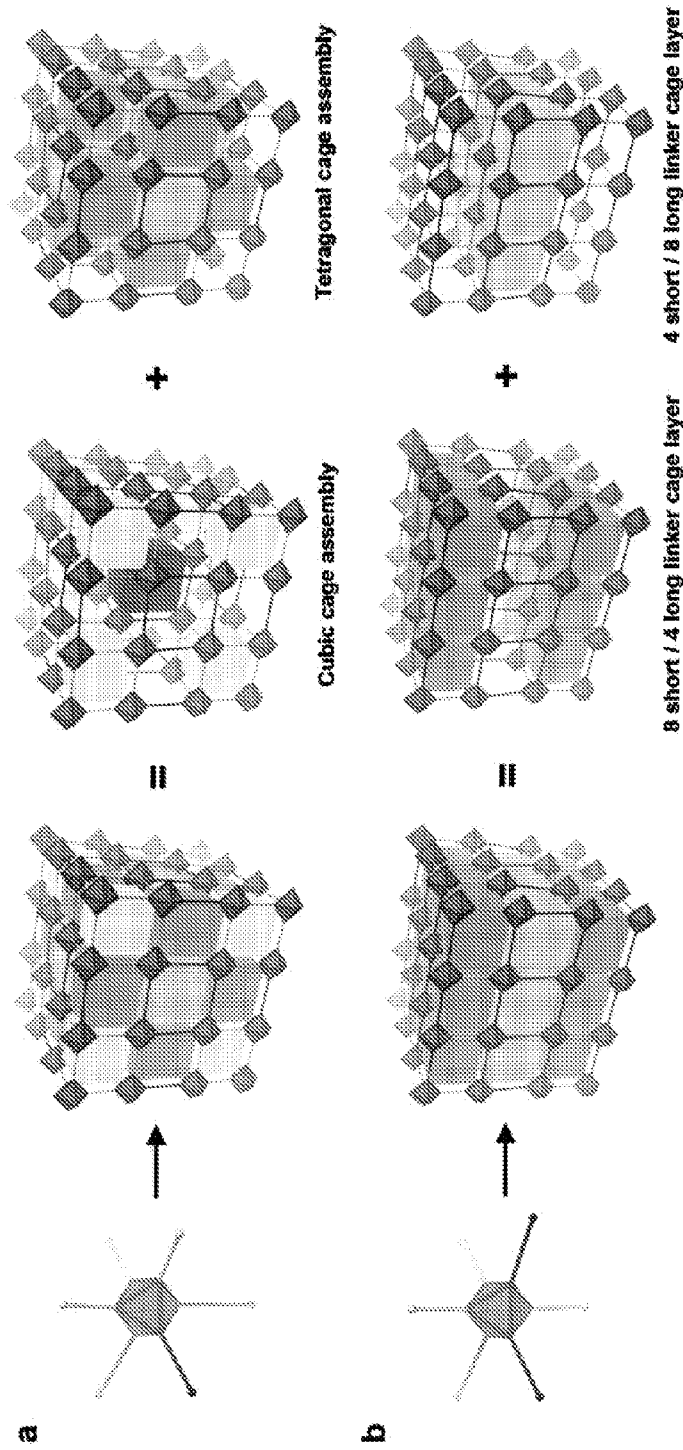 a
=
+
Cubic cage assembly
Tetragonal cage assembly
b
=
+
8 short / 4 long linker cage layer
4 short / 8 long linker cage layer